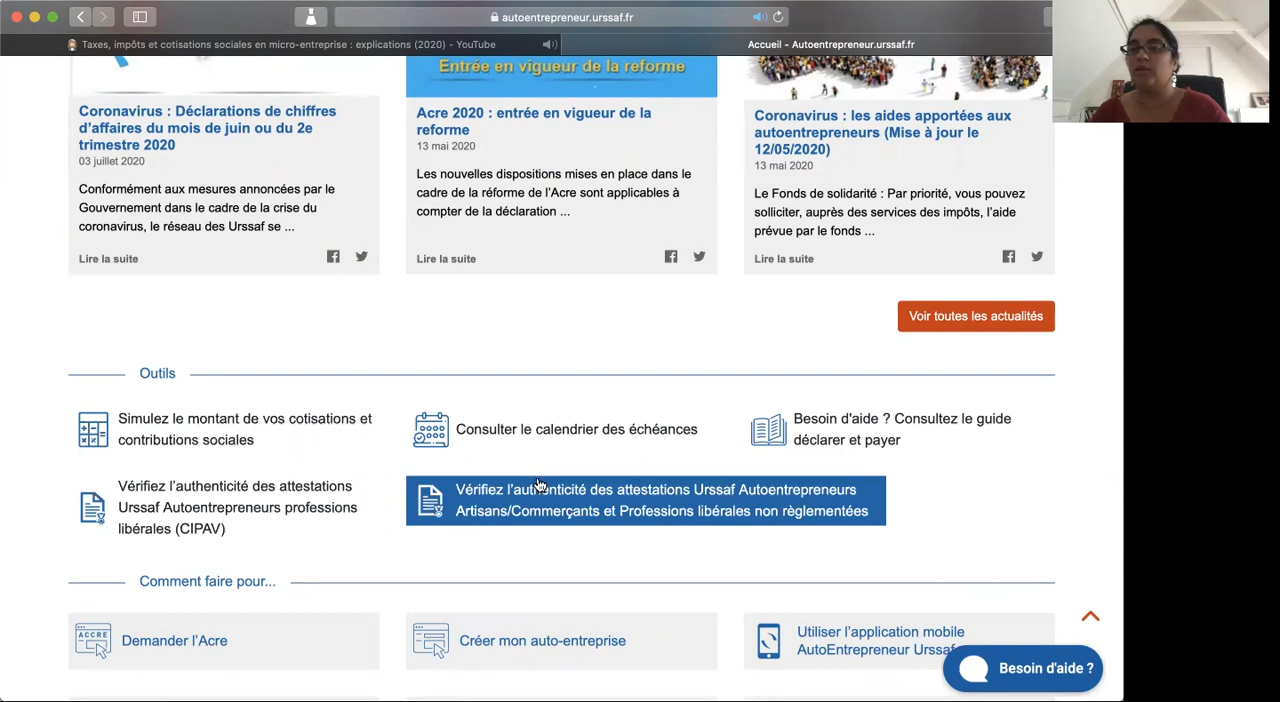 autoentrepreneur.urssaf.fr
Taxes, impôts et cotisations sociales en micro-entreprise : explications (2020) - YouTube
Accueil - Autoentrepreneur.urssaf.fr
Entrée en vigueur de la reforme
Coronavirus : Déclarations de chiffres
d'affaires du mois de juin ou du 2e
trimestre 2020
03 juillet 2020
Conformément aux mesures annoncées par le
Gouvernement dans le cadre de la crise du
coronavirus, le réseau des Urssaf se ...
Lire la suite
Acre 2020 : entrée en vigueur de la
reforme
13 mai 2020
Les nouvelles dispositions mises en place dans le
cadre de la réforme de l'Acre sont applicables à
compter de la déclaration ...
Lire la suite
Coronavirus : les aides apportées aux
autoentrepreneurs (Mise à jour le
12/05/2020)
13 mai 2020
Le Fonds de solidarité : Par priorité, vous pouvez
solliciter, auprès des services des impôts, l'aide
prévue par le fonds ...
Lire la suite
Voir toutes les actualités
Outils
Simulez le montant de vos cotisations et
contributions sociales
Consulter le calendrier des échéances
Besoin d'aide ? Consultez le guide
déclarer et payer
Vérifiez l'authenticité des attestations
Urssaf Autoentrepreneurs professions
libérales (CIPAV)
Vérifiez l'authenticité des attestations Urssaf Autoentrepreneurs
Artisans/Commerçants et Professions libérales non règlementées
Comment faire pour...
ACCRE
Demander l'Acre
Créer mon auto-entreprise
Utiliser l'application mobile
AutoEntrepreneur Urssaf
Besoin d'aide ?